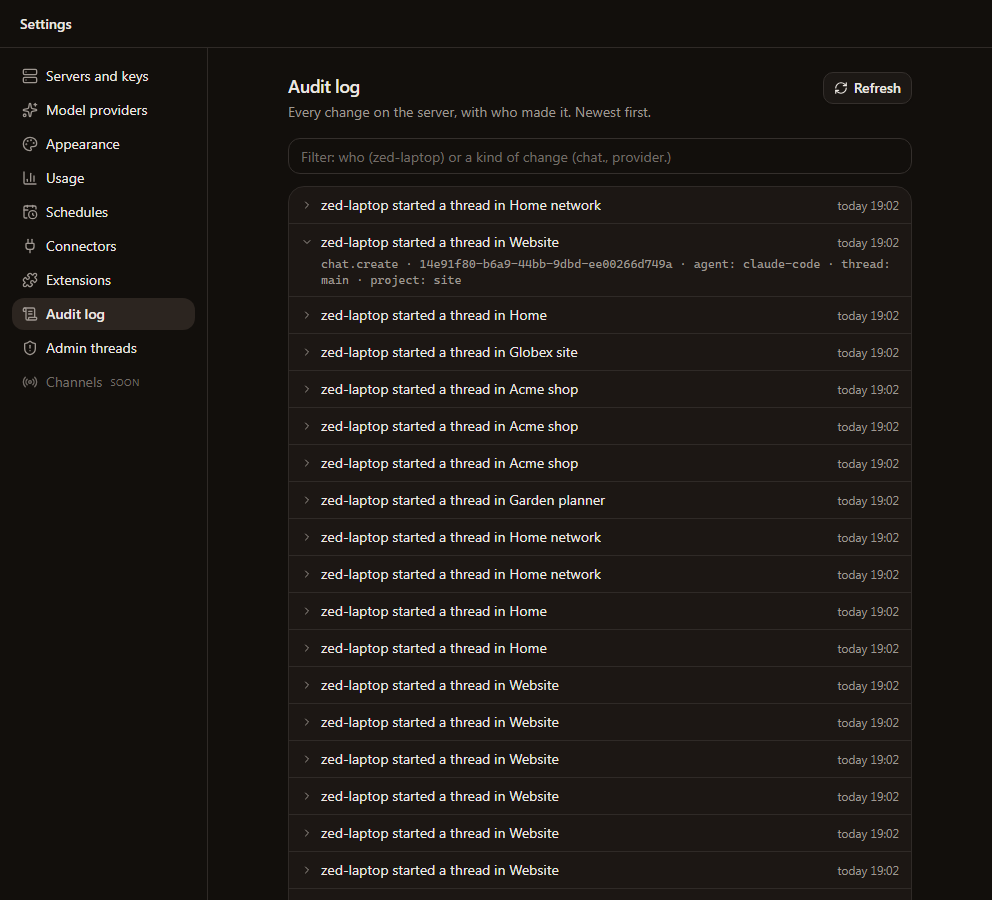 Settings
Servers and keys
Model providers
Appearance
Usage
Schedules
Connectors
Extensions
Audit log
Admin threads
Channels SOON
Audit log
Refresh
Every change on the server, with who made it. Newest first.
Filter: who (zed-laptop) or a kind of change (chat., provider.)
zed-laptop started a thread in Home network today 19:02
zed-laptop started a thread in Website today 19:02
chat.create · 14e91f80-b6a9-44bb-9dbd-ee00266d749a · agent: claude-code · thread:
main · project: site
zed-laptop started a thread in Home today 19:02
zed-laptop started a thread in Globex site today 19:02
zed-laptop started a thread in Acme shop today 19:02
zed-laptop started a thread in Acme shop today 19:02
zed-laptop started a thread in Acme shop today 19:02
zed-laptop started a thread in Garden planner today 19:02
zed-laptop started a thread in Home network today 19:02
zed-laptop started a thread in Home network today 19:02
zed-laptop started a thread in Home today 19:02
zed-laptop started a thread in Home today 19:02
zed-laptop started a thread in Website today 19:02
zed-laptop started a thread in Website today 19:02
zed-laptop started a thread in Website today 19:02
zed-laptop started a thread in Website today 19:02
zed-laptop started a thread in Website today 19:02
zed-laptop started a thread in Website today 19:02